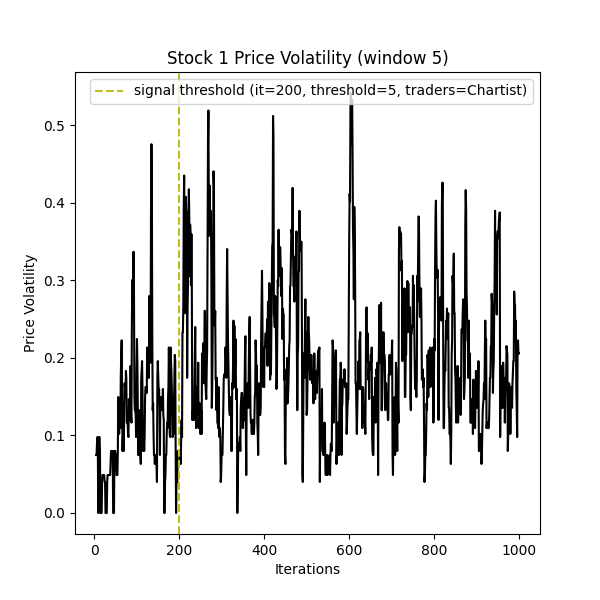 Stock 1 Price Volatility (window 5)
signal threshold (it=200, threshold=5, traders=Chartist)
0.5
0.4
0.3
0.2
0.1
0.0
Price Volatility
0 200 400 600 800 1000
Iterations